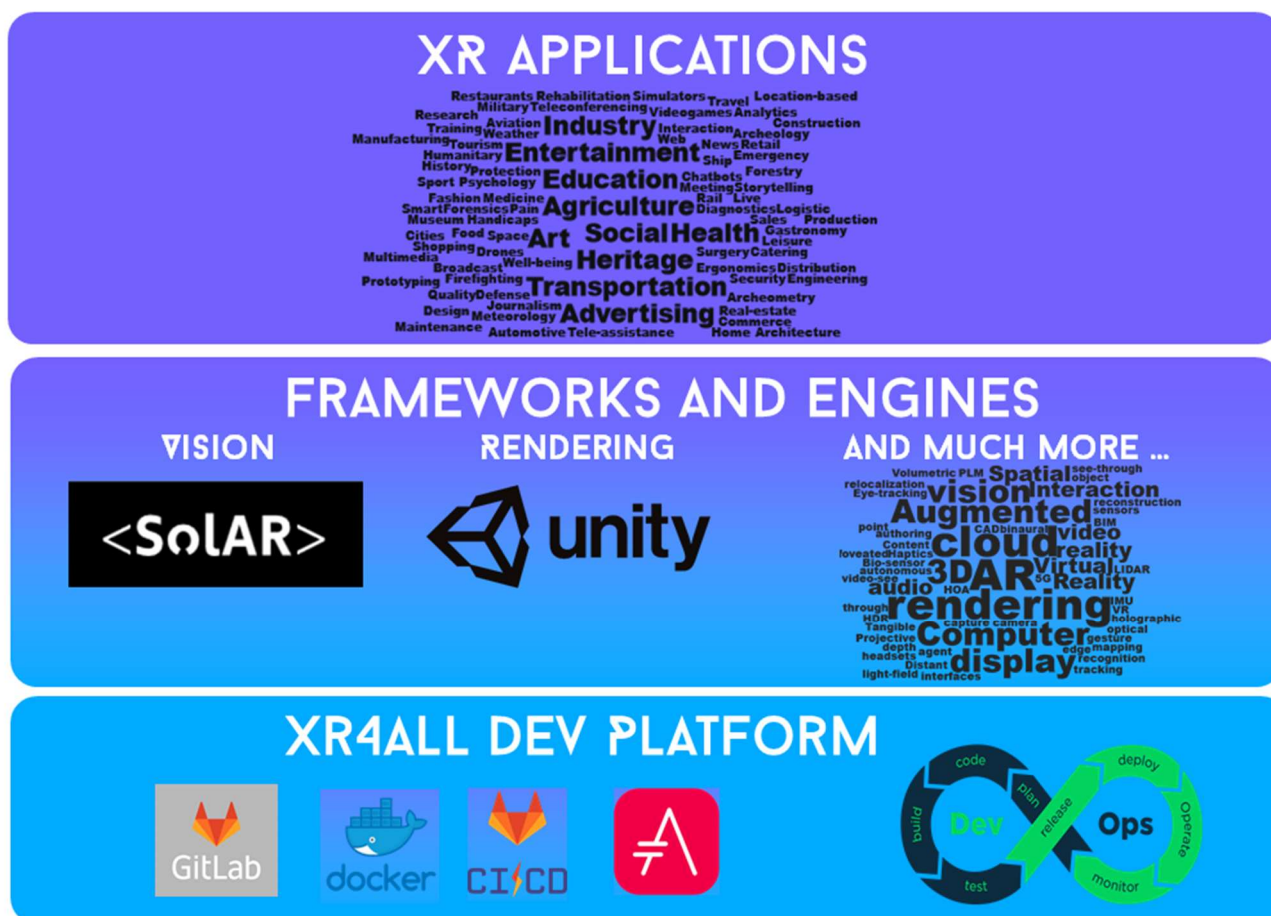 XR APPLICATIONS
Restaurants Rehabilitation Simulators Travel Location-based
Military Teleconferencing Videogames Analytics
Research Aviation Industry Interaction Construction
Training Weather Web Archeology
Manufacturing Tourism Entertainment News Retail
Humanitary Ship Emergency
History Protection Education Chatbots Forestry
Sport Psychology Meeting Storytelling
Fashion Medicine Agriculture Rail Live
Smart Forensics Pain Diagnostics Logistic
Museum Handicaps Sales Production
Cities Food Space Art Social Health Gastronomy
Shopping Drones Leisure
Multimedia Well-being Heritage Surgery Catering
Broadcast Ergonomics Distribution
Prototyping Firefighting Transportation Security Engineering
Quality Defense Archeometry
Design Journalism Advertising Real-estate
Meteorology Commerce
Maintenance Automotive Tele-assistance Home Architecture
FRAMEWORKS AND ENGINES
VISION RENDERING AND MUCH MORE ...
<SolAR>
unity
Volumetric PLM Spatial see-through
object
relocalization vision Interaction
Eye-tracking reconstruction
Augmented sensors
BIM
point CAD binaural video
authoring
Content cloud reality
foveated Haptics
Bio-sensor 3D AR Virtual LIDAR
autonomous
video-see audio HOA 5G Reality
through rendering IMU
VR
HDR holographic
Tangible capture camera optical
Projective Computer gesture
depth agent edge mapping
headsets display recognition
Distant tracking
light-field interfaces
XR4ALL DEV PLATFORM
GitLab
docker
CI/CD
code
plan
build
Dev
test
release
deploy
Ops
Operate
monitor